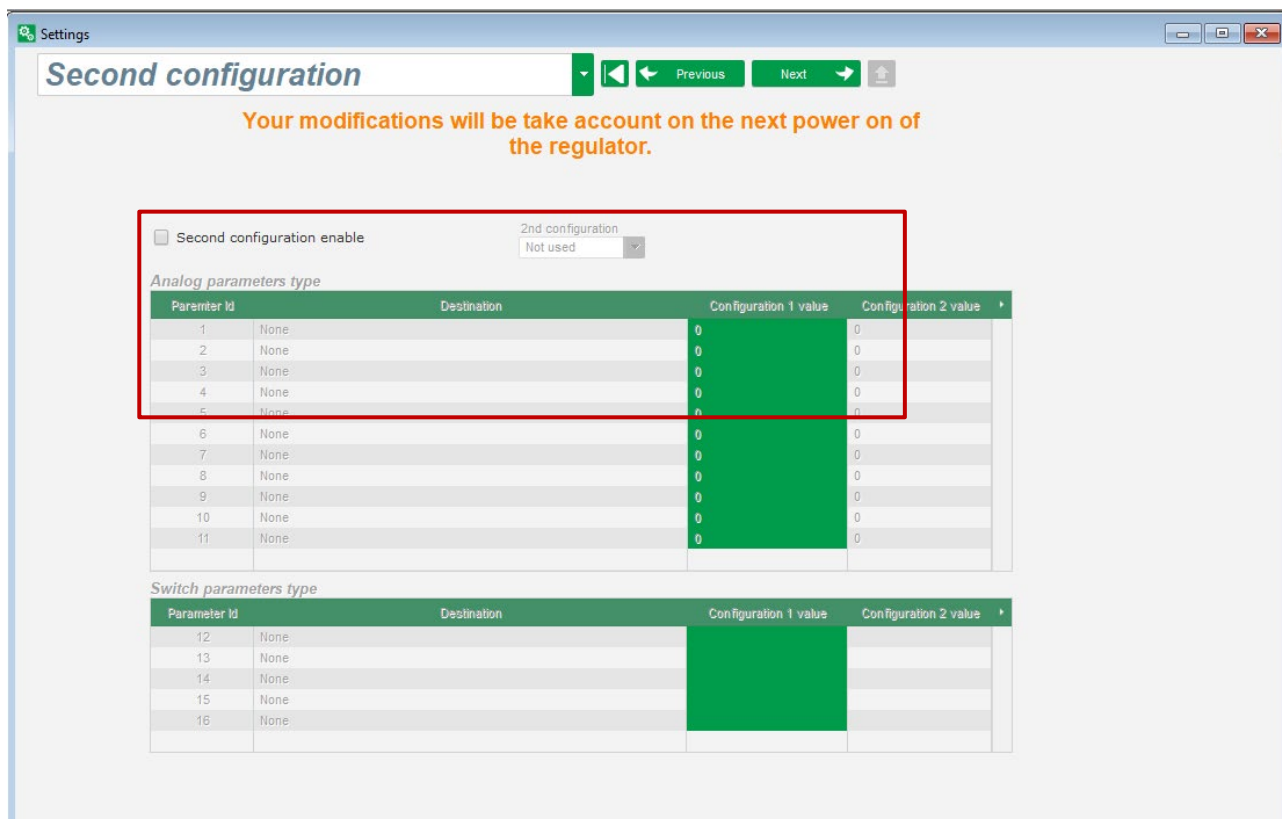 Settings
Second configuration
Previous
Next
Your modifications will be take account on the next power on of
the regulator.
Second configuration enable
2nd configuration
Not used
Analog parameters type
Paremter Id Destination Configuration 1 value Configuration 2 value
1 None 0 0
2 None 0 0
3 None 0 0
4 None 0 0
5 None 0 0
6 None 0 0
7 None 0 0
8 None 0 0
9 None 0 0
10 None 0 0
11 None 0 0
Switch parameters type
Parameter Id Destination Configuration 1 value Configuration 2 value
12 None
13 None
14 None
15 None
16 None